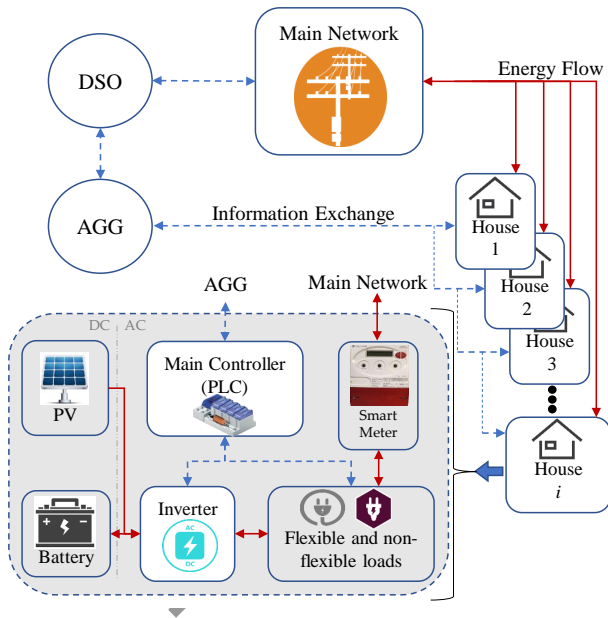 Main Network
DSO
Energy Flow
AGG
Information Exchange
House
1
House
2
House
3
House
i
AGG
Main Network
DC
AC
PV
Main Controller
(PLC)
Smart
Meter
Battery
Inverter
AC
DC
Flexible and non-
flexible loads